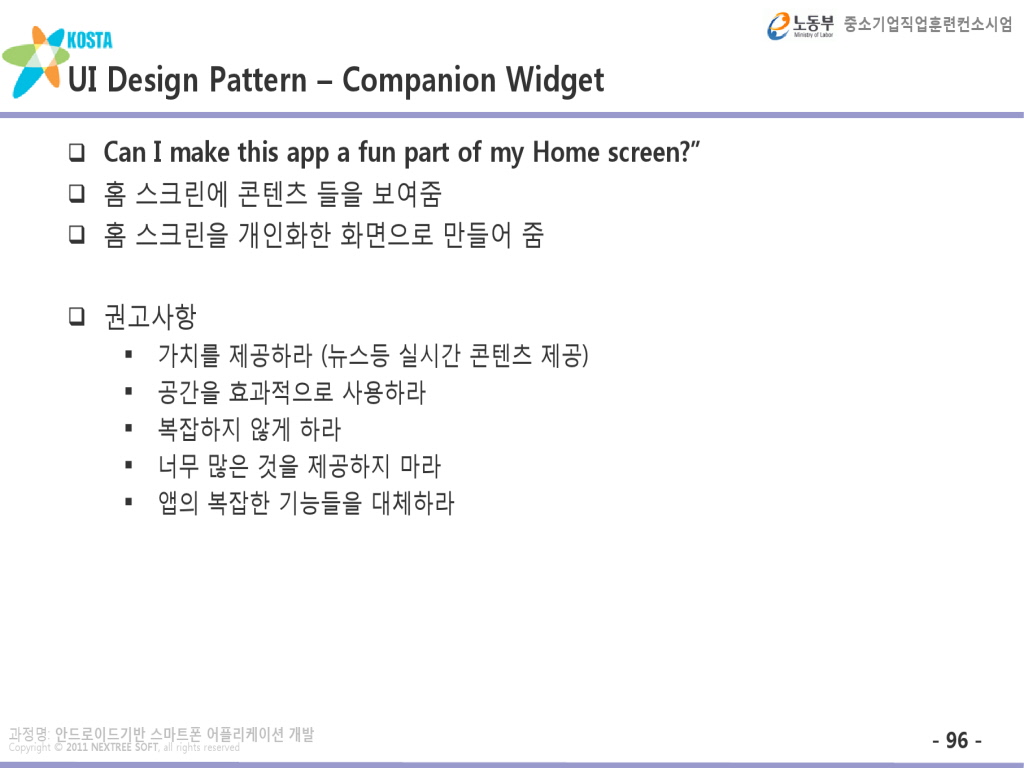 노동부
Ministry of Labor
중소기업직업훈련컨소시엄
KOSTA
UI Design Pattern – Companion Widget
❑ Can I make this app a fun part of my Home screen?”
❑ 홈 스크린에 콘텐츠 들을 보여줌
❑ 홈 스크린을 개인화한 화면으로 만들어 줌
❑ 권고사항
▪ 가치를 제공하라 (뉴스등 실시간 콘텐츠 제공)
▪ 공간을 효과적으로 사용하라
▪ 복잡하지 않게 하라
▪ 너무 많은 것을 제공하지 마라
▪ 앱의 복잡한 기능들을 대체하라
과정명: 안드로이드기반 스마트폰 어플리케이션 개발
Copyright © 2011 NEXTREE SOFT, all rights reserved
- 96 -